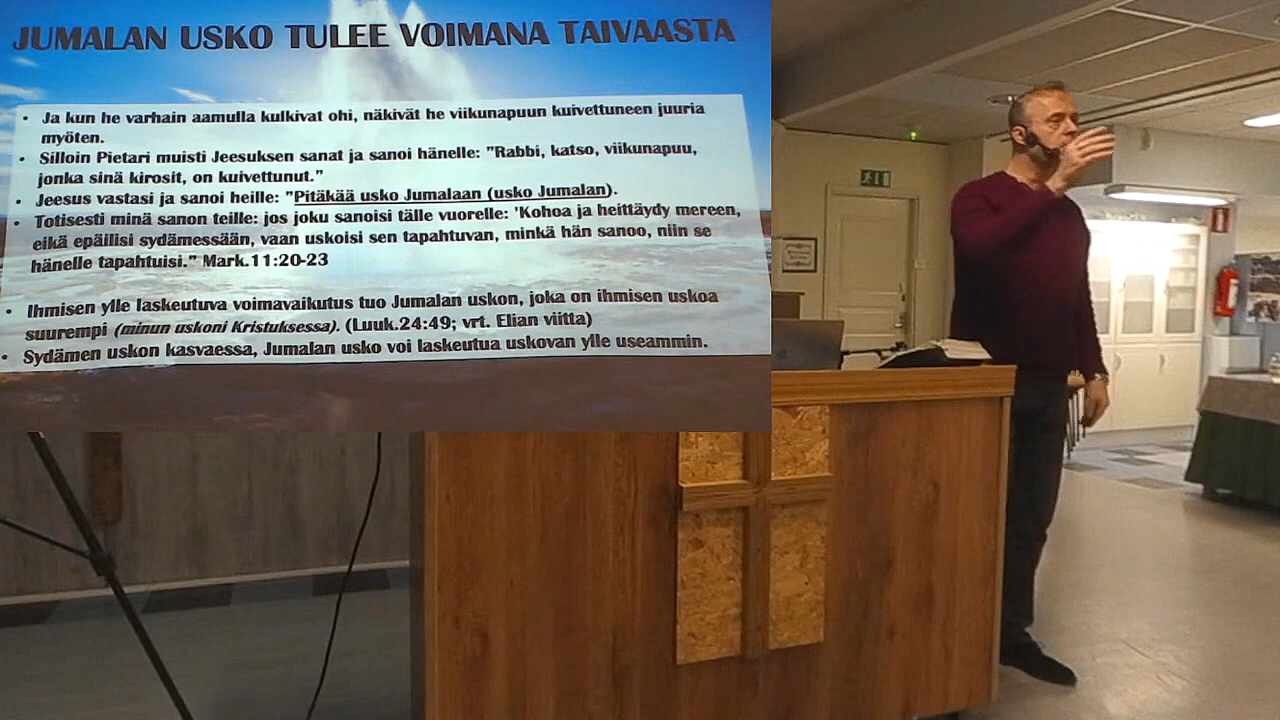 JUMALAN USKO TULEE VOIMANA TAIVAASTA
• Ja kun he varhain aamulla kulkivat ohi, näkivät he viikunapuun kuivettuneen juuria
myöten.
• Silloin Pietari muisti Jeesuksen sanat ja sanoi hänelle: "Rabbi, katso, viikunapuu,
jonka sinä kirosit, on kuivettunut."
• Jeesus vastasi ja sanoi heille: "Pitäkää usko Jumalaan (usko Jumalan).
• Totisesti minä sanon teille: jos joku sanoisi tälle vuorelle: 'Kohoa ja heittäydy mereen,
eikä epäilisi sydämessään, vaan uskoisi sen tapahtuvan, minkä hän sanoo, niin se
hänelle tapahtuisi." Mark.11:20-23
• Ihmisen ylle laskeutuva voimavaikutus tuo Jumalan uskon, joka on ihmisen uskoa
suurempi (minun uskoni Kristuksessa). (Luuk.24:49; vrt. Elian viitta)
• Sydämen uskon kasvaessa, Jumalan usko voi laskeutua uskovan ylle useammin.